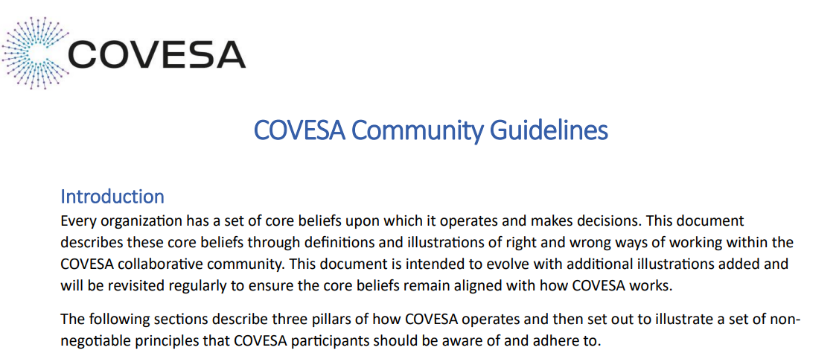 COVESA
COVESA Community Guidelines
Introduction
Every organization has a set of core beliefs upon which it operates and makes decisions. This document
describes these core beliefs through definitions and illustrations of right and wrong ways of working within the
COVESA collaborative community. This document is intended to evolve with additional illustrations added and
will be revisited regularly to ensure the core beliefs remain aligned with how COVESA works.
The following sections describe three pillars of how COVESA operates and then set out to illustrate a set of non-
negotiable principles that COVESA participants should be aware of and adhere to.